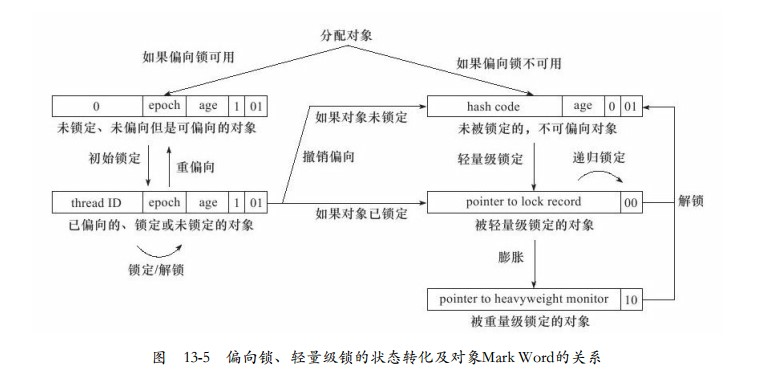 分配对象
如果偏向锁可用
如果偏向锁不可用
0 epoch age 1 01
hash code age 0 01
未锁定、未偏向但是可偏向的对象
如果对象未锁定
未被锁定的，不可偏向对象
初始锁定
重偏向
撤销偏向
轻量级锁定
递归锁定
thread ID epoch age 1 01
pointer to lock record 00
解锁
已偏向的、锁定或未锁定的对象
如果对象已锁定
被轻量级锁定的对象
锁定/解锁
膨胀
pointer to heavyweight monitor 10
被重量级锁定的对象
图 13-5 偏向锁、轻量级锁的状态转化及对象Mark Word的关系